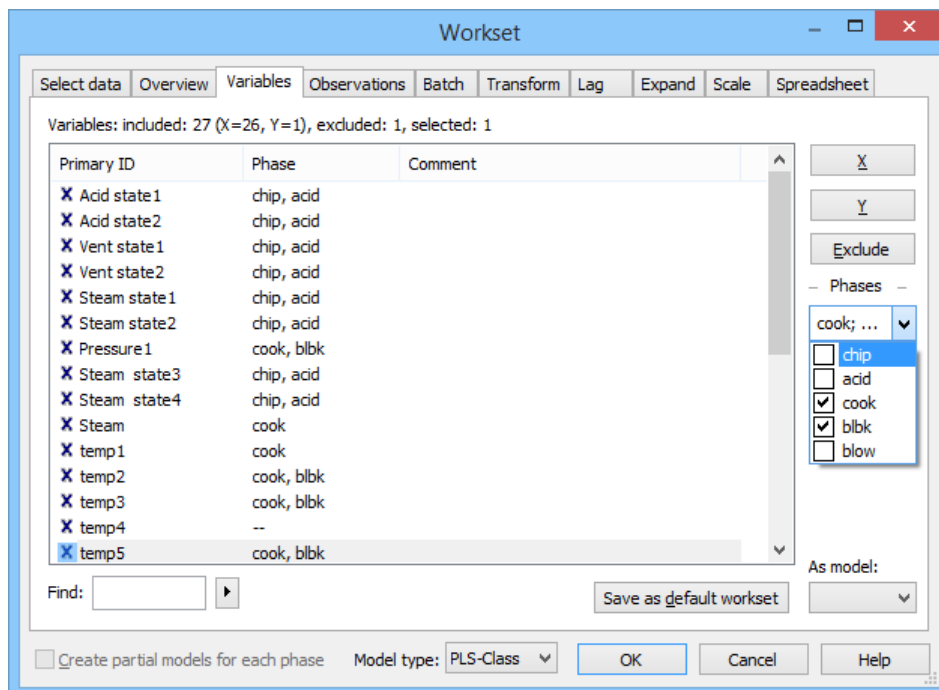 Workset
Select data Overview Variables Observations Batch Transform Lag Expand Scale Spreadsheet
Variables: included: 27 (X=26, Y=1), excluded: 1, selected: 1
Primary ID Phase Comment
X Acid state1 chip, acid
X Acid state2 chip, acid
X Vent state1 chip, acid
X Vent state2 chip, acid
X Steam state1 chip, acid
X Steam state2 chip, acid
X Pressure1 cook, blbk
X Steam state3 chip, acid
X Steam state4 chip, acid
X Steam cook
X temp1 cook
X temp2 cook, blbk
X temp3 cook, blbk
X temp4 --
X temp5 cook, blbk
X
Y
Exclude
Phases
cook; ...
chip
acid
cook
blbk
blow
As model:
Find:
Save as default workset
Create partial models for each phase Model type: PLS-Class OK Cancel Help